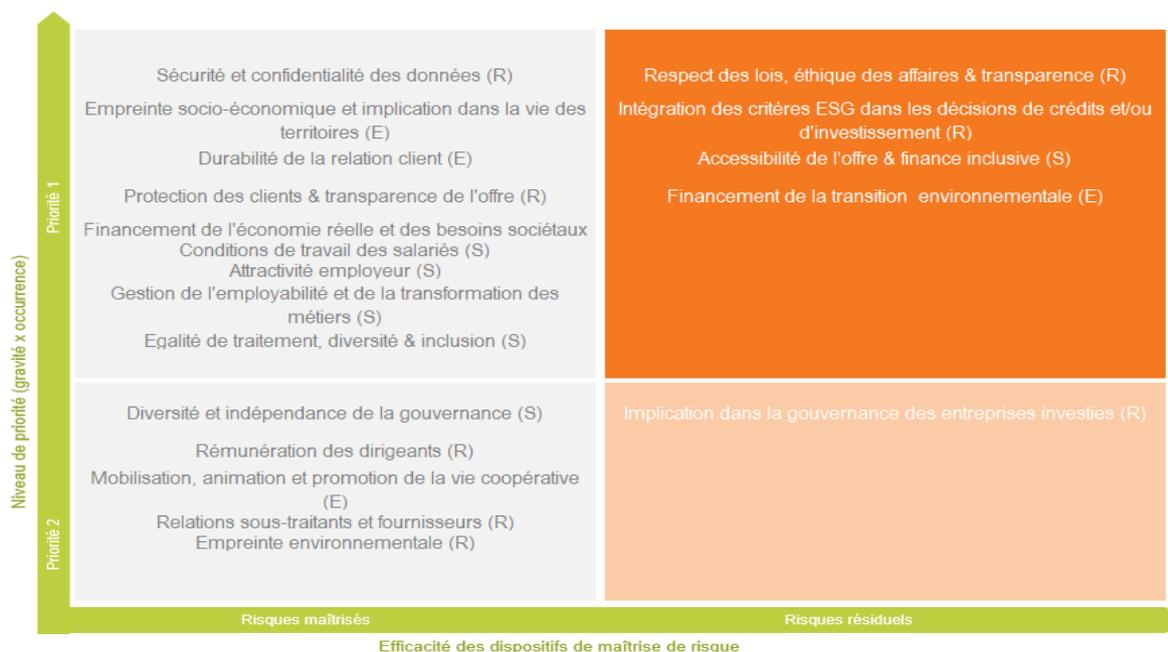 Sécurité et confidentialité des données (R)
Empreinte socio-économique et implication dans la vie des
territoires (E)
Durabilité de la relation client (E)
Protection des clients & transparence de l'offre (R)
Financement de l'économie réelle et des besoins sociétaux
Conditions de travail des salariés (S)
Attractivité employeur (S)
Gestion de l'employabilité et de la transformation des
métiers (S)
Egalité de traitement, diversité & inclusion (S)
Respect des lois, éthique des affaires & transparence (R)
Intégration des critères ESG dans les décisions de crédits et/ou
d'investissement (R)
Accessibilité de l'offre & finance inclusive (S)
Financement de la transition environnementale (E)
Priorité 1
Niveau de priorité (gravité x occurrence)
Diversité et indépendance de la gouvernance (S)
Rémunération des dirigeants (R)
Mobilisation, animation et promotion de la vie coopérative
(E)
Relations sous-traitants et fournisseurs (R)
Empreinte environnementale (R)
Implication dans la gouvernance des entreprises investies (R)
Priorité 2
Risques maîtrisés
Risques résiduels
Efficacité des dispositifs de maîtrise de risque